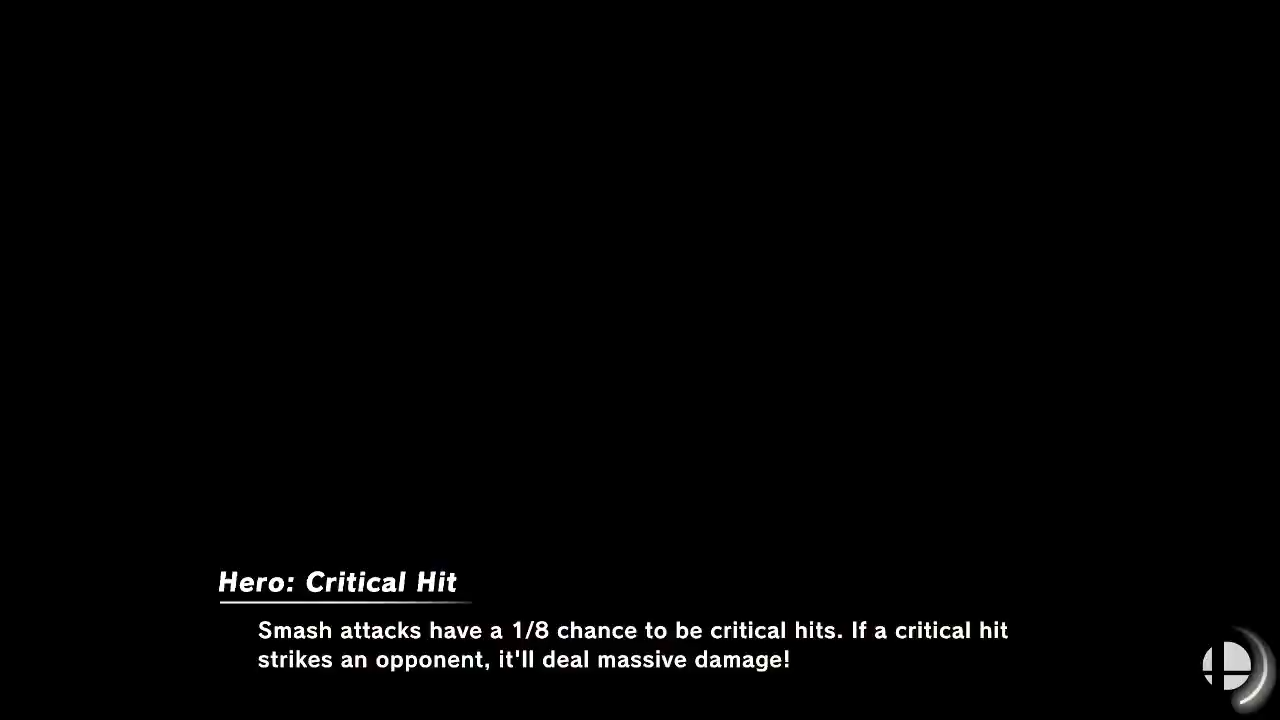 Hero: Critical Hit
Smash attacks have a 1/8 chance to be critical hits. If a critical hit
strikes an opponent, it'll deal massive damage!